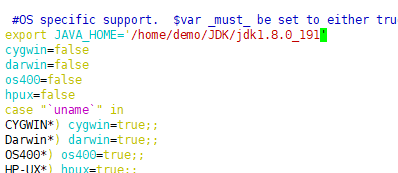 #OS specific support.  $var _must_ be set to either tru
export JAVA_HOME='/home/demo/JDK/jdk1.8.0_191'
cygwin=false
darwin=false
os400=false
hpux=false
case "`uname`" in
CYGWIN*) cygwin=true;;
Darwin*) darwin=true;;
OS400*) os400=true;;
HP-UX*) hpux=true;;